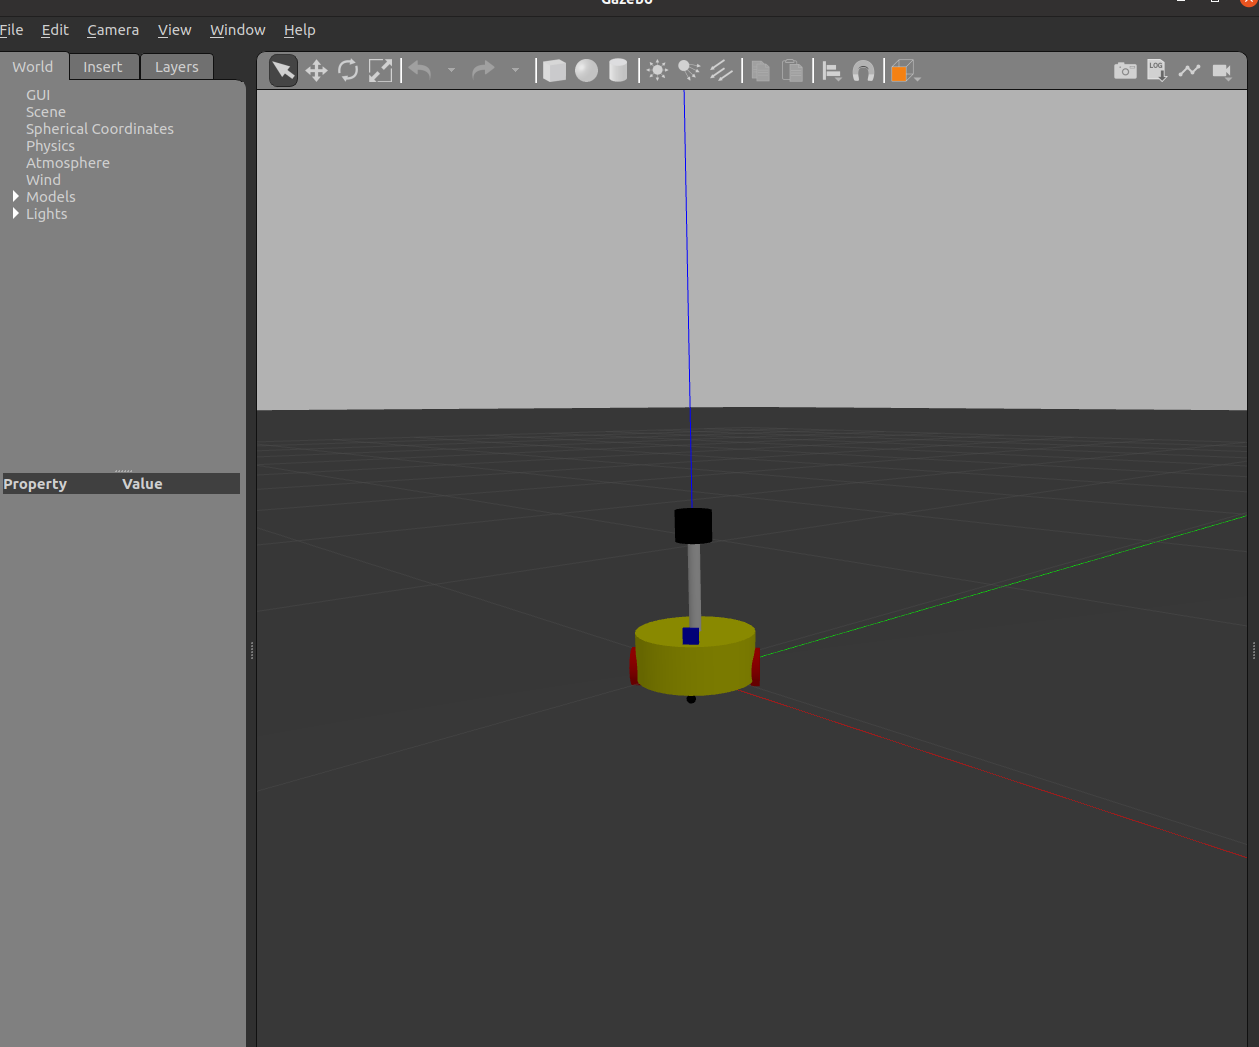 Gazebo
File Edit Camera View Window Help
World Insert Layers
LOG
GUI
Scene
Spherical Coordinates
Physics
Atmosphere
Wind
Models
Lights
Property Value